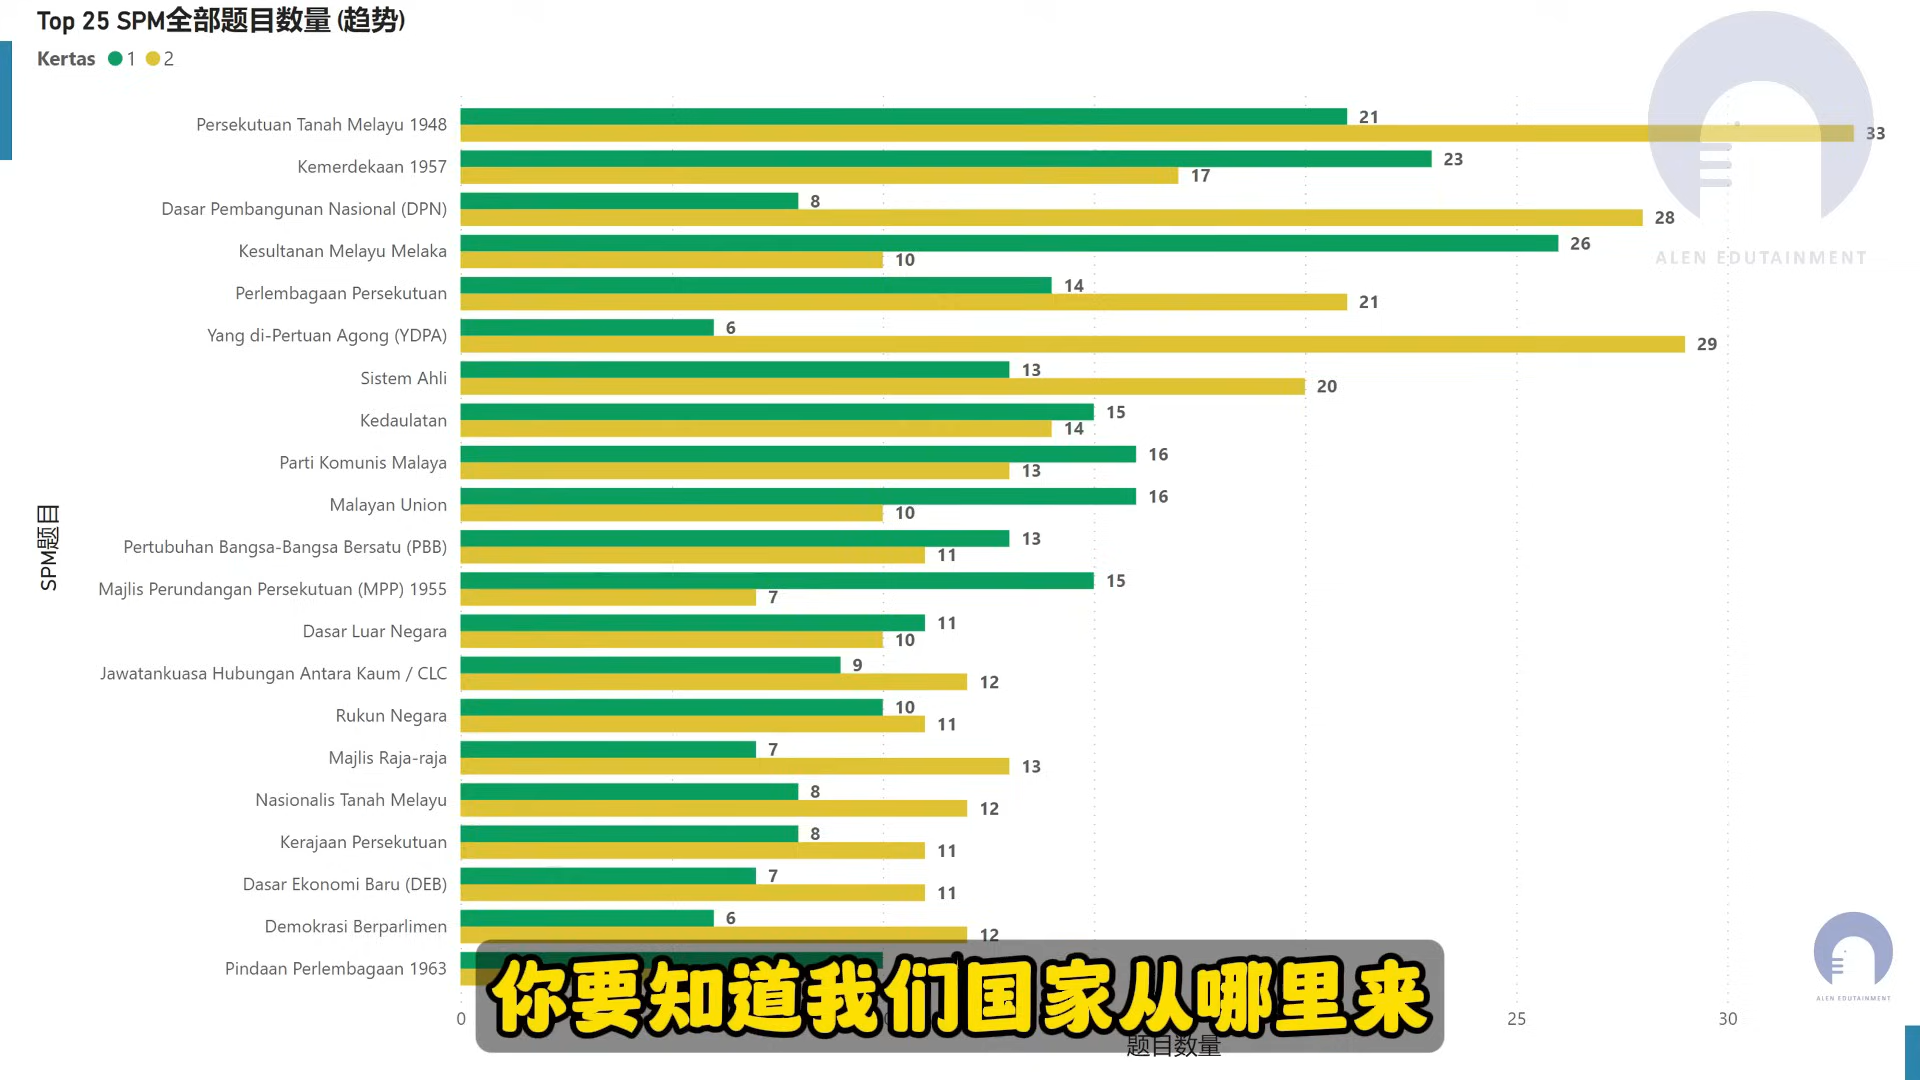 Top 25 SPM全部题目数量 (趋势)
Kertas 1 2
Persekutuan Tanah Melayu 1948 21 33
Kemerdekaan 1957 23 17
Dasar Pembangunan Nasional (DPN) 8 28
Kesultanan Melayu Melaka 26 10
Perlembagaan Persekutuan 14 21
Yang di-Pertuan Agong (YDPA) 6 29
Sistem Ahli 13 20
Kedaulatan 15 14
Parti Komunis Malaya 16 13
Malayan Union 16 10
Pertubuhan Bangsa-Bangsa Bersatu (PBB) 13 11
Majlis Perundangan Persekutuan (MPP) 1955 15 7
Dasar Luar Negara 11 10
Jawatankuasa Hubungan Antara Kaum / CLC 9 12
Rukun Negara 10 11
Majlis Raja-raja 7 13
Nasionalis Tanah Melayu 8 12
Kerajaan Persekutuan 8 11
Dasar Ekonomi Baru (DEB) 7 11
Demokrasi Berparlimen 6 12
Pindaan Perlembagaan 1963
SPM题目
0 25 30
题目数量
你要知道我们国家从哪里来
ALEN EDUTAINMENT
ALEN EDUTAINMENT